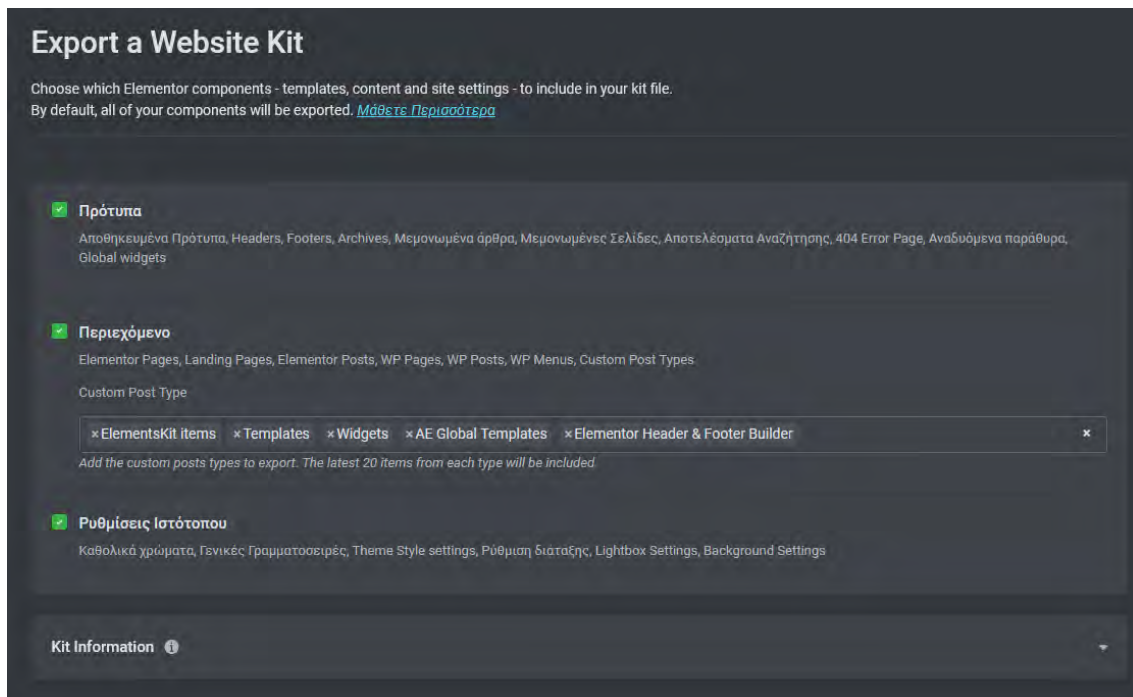 Export a Website Kit
Choose which Elementor components - templates, content and site settings - to include in your kit file.
By default, all of your components will be exported. Μάθετε Περισσότερα
Πρότυπα
Αποθηκευμένα Πρότυπα, Headers, Footers, Archives, Μεμονωμένα άρθρα, Μεμονωμένες Σελίδες, Αποτελέσματα Αναζήτησης, 404 Error Page, Αναδυόμενα παράθυρα,
Global widgets
Περιεχόμενο
Elementor Pages, Landing Pages, Elementor Posts, WP Pages, WP Posts, WP Menus, Custom Post Types
Custom Post Type
×ElementsKit items ×Templates ×Widgets ×AE Global Templates ×Elementor Header & Footer Builder ×
Add the custom posts types to export. The latest 20 items from each type will be included
Ρυθμίσεις Ιστότοπου
Καθολικά χρώματα, Γενικές Γραμματοσειρές, Theme Style settings, Ρύθμιση διάταξης, Lightbox Settings, Background Settings
Kit Information